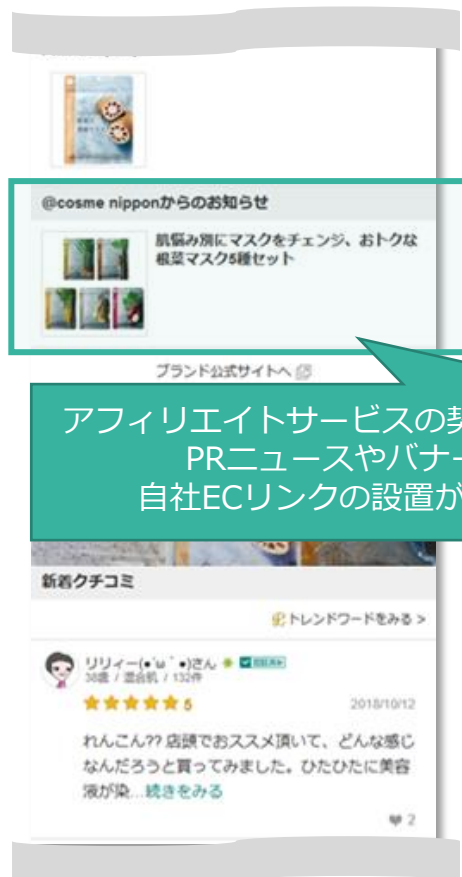 @cosme nipponからのお知らせ
肌悩み別にマスクをチェンジ、おトクな
根菜マスク5種セット
ブランド公式サイトへ
アフィリエイトサービスの契
PRニュースやバナー
自社ECリンクの設置が
新着クチコミ
トレンドワードをみる >
リリィー(•'ω`•)さん
38歳 / 混合肌 / 132件
5
2018/10/12
れんこん?? 店頭でおススメ頂いて、どんな感じ
なんだろうと買ってみました。ひたひたに美容
液が染...続きをみる
2